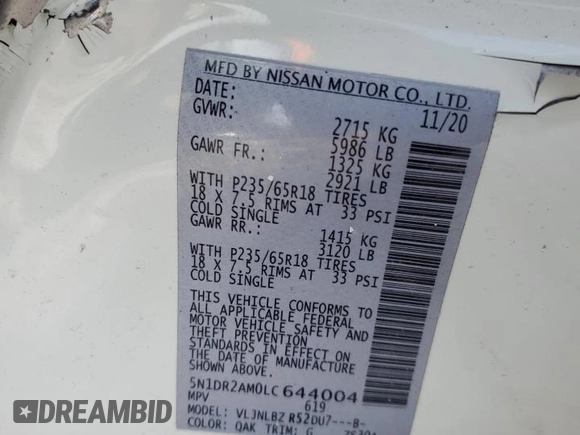 MFD BY NISSAN MOTOR CO., LTD.
DATE: 11/20
GVWR: 2715 KG
5986 LB
GAWR FR.: 1325 KG
2921 LB
WITH P235/65R18 TIRES
18 X 7.5 RIMS AT 33 PSI
COLD SINGLE
GAWR RR.: 1415 KG
3120 LB
WITH P235/65R18 TIRES
18 X 7.5 RIMS AT 33 PSI
COLD SINGLE
THIS VEHICLE CONFORMS TO
ALL APPLICABLE FEDERAL
MOTOR VEHICLE SAFETY AND
THEFT PREVENTION
STANDARDS IN EFFECT ON
THE DATE OF MANUFACTURE
SHOWN ABOVE.
5N1DR2AM0LC644004
MPV 619
MODEL: VLJNLBZ R52DU7---B-
COLOR: QAK TRIM: G
AUTOBIDMASTER